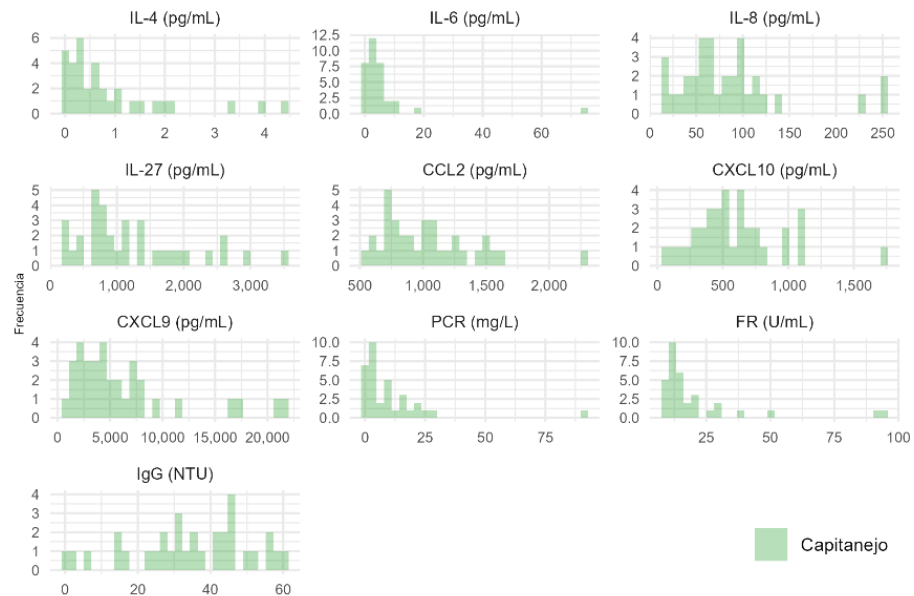 IL-4 (pg/mL)
IL-6 (pg/mL)
IL-8 (pg/mL)
6
4
2
0
0 1 2 3 4
12.5
10.0
7.5
5.0
2.5
0.0
0 20 40 60
4
3
2
1
0
0 50 100 150 200 250
IL-27 (pg/mL)
CCL2 (pg/mL)
CXCL10 (pg/mL)
5
4
3
2
1
0
0 1,000 2,000 3,000
5
4
3
2
1
0
500 1,000 1,500 2,000
4
3
2
1
0
0 500 1,000 1,500
Frecuencia
CXCL9 (pg/mL)
PCR (mg/L)
FR (U/mL)
4
3
2
1
0
0 5,000 10,000 15,000 20,000
10.0
7.5
5.0
2.5
0.0
0 25 50 75
10.0
7.5
5.0
2.5
0.0
25 50 75 100
IgG (NTU)
4
3
2
1
0
0 20 40 60
Capitanejo